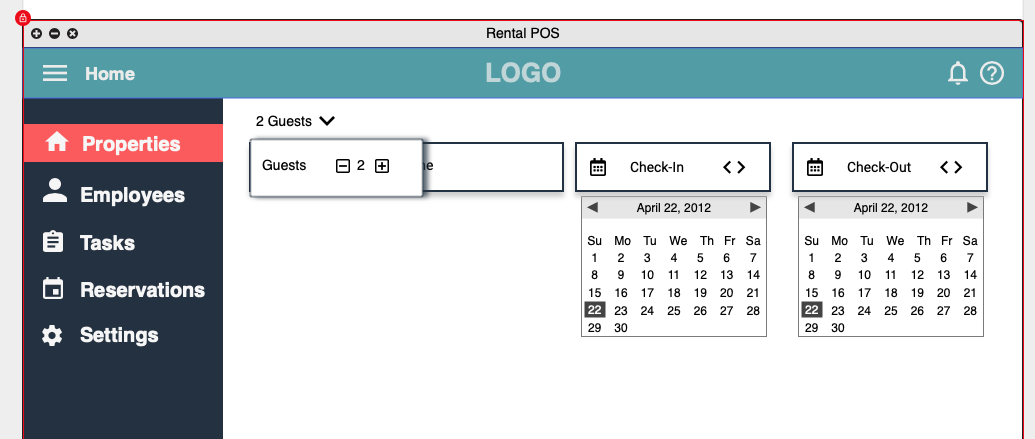 Rental POS
Home LOGO
2 Guests
Properties
Guests 2 Check-In < > Check-Out < >
Employees
Tasks
Reservations
Settings
April 22, 2012
Su Mo Tu We Th Fr Sa
1 2 3 4 5 6 7
8 9 10 11 12 13 14
15 16 17 18 19 20 21
22 23 24 25 26 27 28
29 30
April 22, 2012
Su Mo Tu We Th Fr Sa
1 2 3 4 5 6 7
8 9 10 11 12 13 14
15 16 17 18 19 20 21
22 23 24 25 26 27 28
29 30